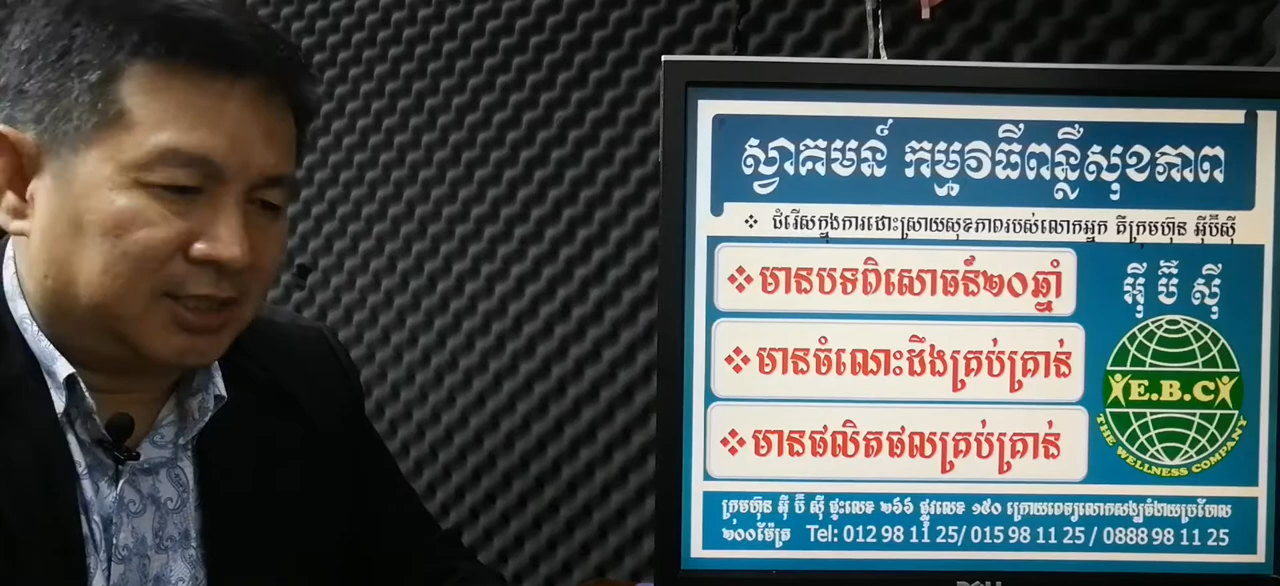 ស្វាគមន៍ កម្មវិធីពន្លឺសុខភាព
❖ ជំរើសក្នុងការដោះស្រាយសុខភាពរបស់លោកអ្នក គឺក្រុមហ៊ុន អ៊ីប៊ីស៊ី
❖មានបទពិសោធន៍២០ឆ្នាំ
❖មានចំណេះដឹងគ្រប់គ្រាន់
❖មានផលិតផលគ្រប់គ្រាន់
អ៊ី ប៊ី ស៊ី
E.B.C
THE WELLNESS COMPANY
ក្រុមហ៊ុន អ៊ី ប៊ី ស៊ី ផ្ទះលេខ ២៦៦ ផ្លូវលេខ ១៥០ ក្រោយពេទ្យលោកសង្ឃចំងាយប្រហែល
២០០ម៉ែត្រ Tel: 012 98 11 25/ 015 98 11 25 / 0888 98 11 25